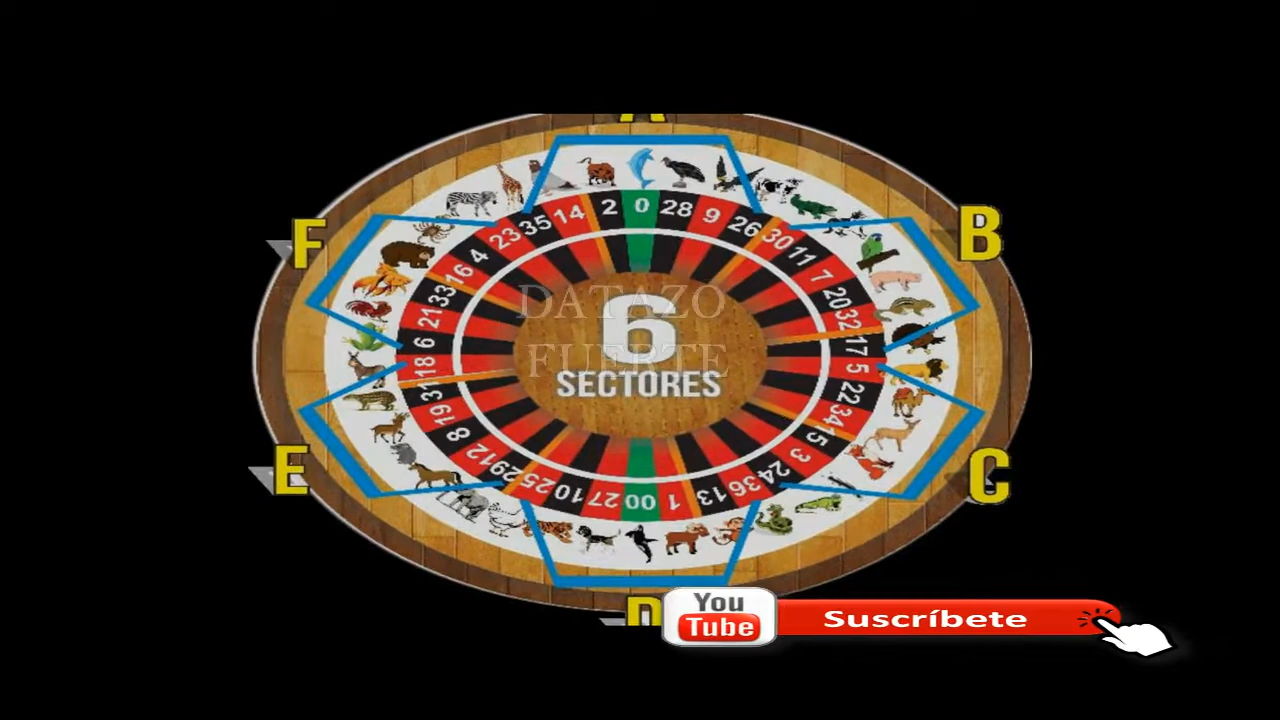 A
F
B
0 28 9 26 30 11 7 20 32 17 5 22 34 15 3 24 36 13 1 00 27 10 25 29 12 8 19 31 18 6 21 33 16 4 23 35 14 2
DATAZO
6
FUERTE
SECTORES
E
C
D
You
Tube
Suscríbete